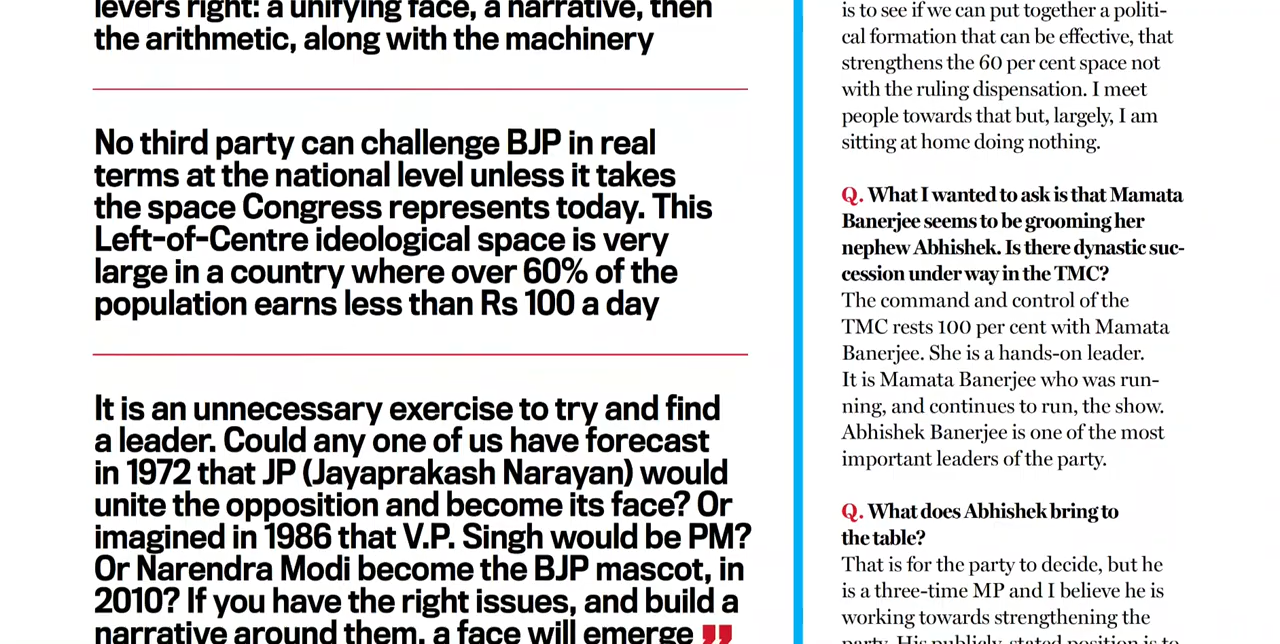 levers right: a unifying face, a narrative, then
the arithmetic, along with the machinery
No third party can challenge BJP in real
terms at the national level unless it takes
the space Congress represents today. This
Left-of-Centre ideological space is very
large in a country where over 60% of the
population earns less than Rs 100 a day
It is an unnecessary exercise to try and find
a leader. Could any one of us have forecast
in 1972 that JP (Jayaprakash Narayan) would
unite the opposition and become its face? Or
imagined in 1986 that V.P. Singh would be PM?
Or Narendra Modi become the BJP mascot, in
2010? If you have the right issues, and build a
narrative around them, a face will emerge ”
is to see if we can put together a politi-
cal formation that can be effective, that
strengthens the 60 per cent space not
with the ruling dispensation. I meet
people towards that but, largely, I am
sitting at home doing nothing.
Q. What I wanted to ask is that Mamata
Banerjee seems to be grooming her
nephew Abhishek. Is there dynastic suc-
cession under way in the TMC?
The command and control of the
TMC rests 100 per cent with Mamata
Banerjee. She is a hands-on leader.
It is Mamata Banerjee who was run-
ning, and continues to run, the show.
Abhishek Banerjee is one of the most
important leaders of the party.
Q. What does Abhishek bring to
the table?
That is for the party to decide, but he
is a three-time MP and I believe he is
working towards strengthening the
party. His publicly-stated position is to